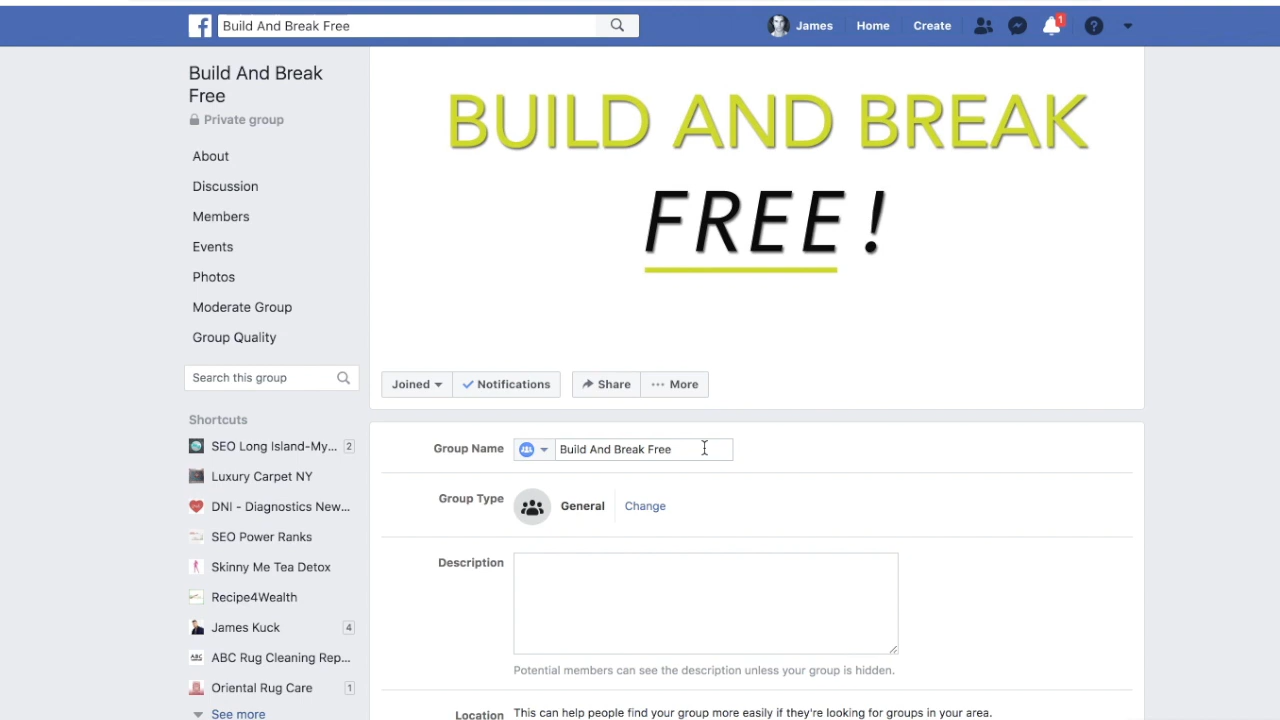 Build And Break Free
James
Home
Create
1
Build And Break
Free
Private group
About
Discussion
Members
Events
Photos
Moderate Group
Group Quality
Search this group
Shortcuts
SEO Long Island-My... 2
Luxury Carpet NY
DNI - Diagnostics New...
SEO Power Ranks
Skinny Me Tea Detox
Recipe4Wealth
James Kuck 4
ABC Rug Cleaning Rep...
Oriental Rug Care 1
See more
BUILD AND BREAK
FREE!
Joined
Notifications
Share
More
Group Name Build And Break Free
Group Type General Change
Description
Potential members can see the description unless your group is hidden.
Location This can help people find your group more easily if they're looking for groups in your area.